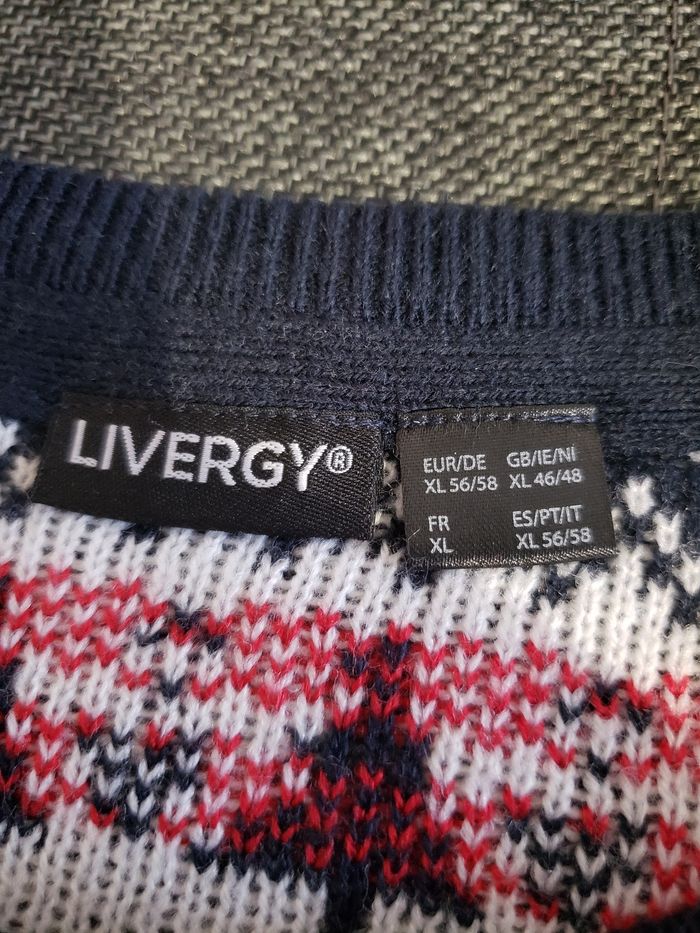 LIVERGY®
EUR/DE GB/IE/NI
XL 56/58 XL 46/48
FR ES/PT/IT
XL XL 56/58